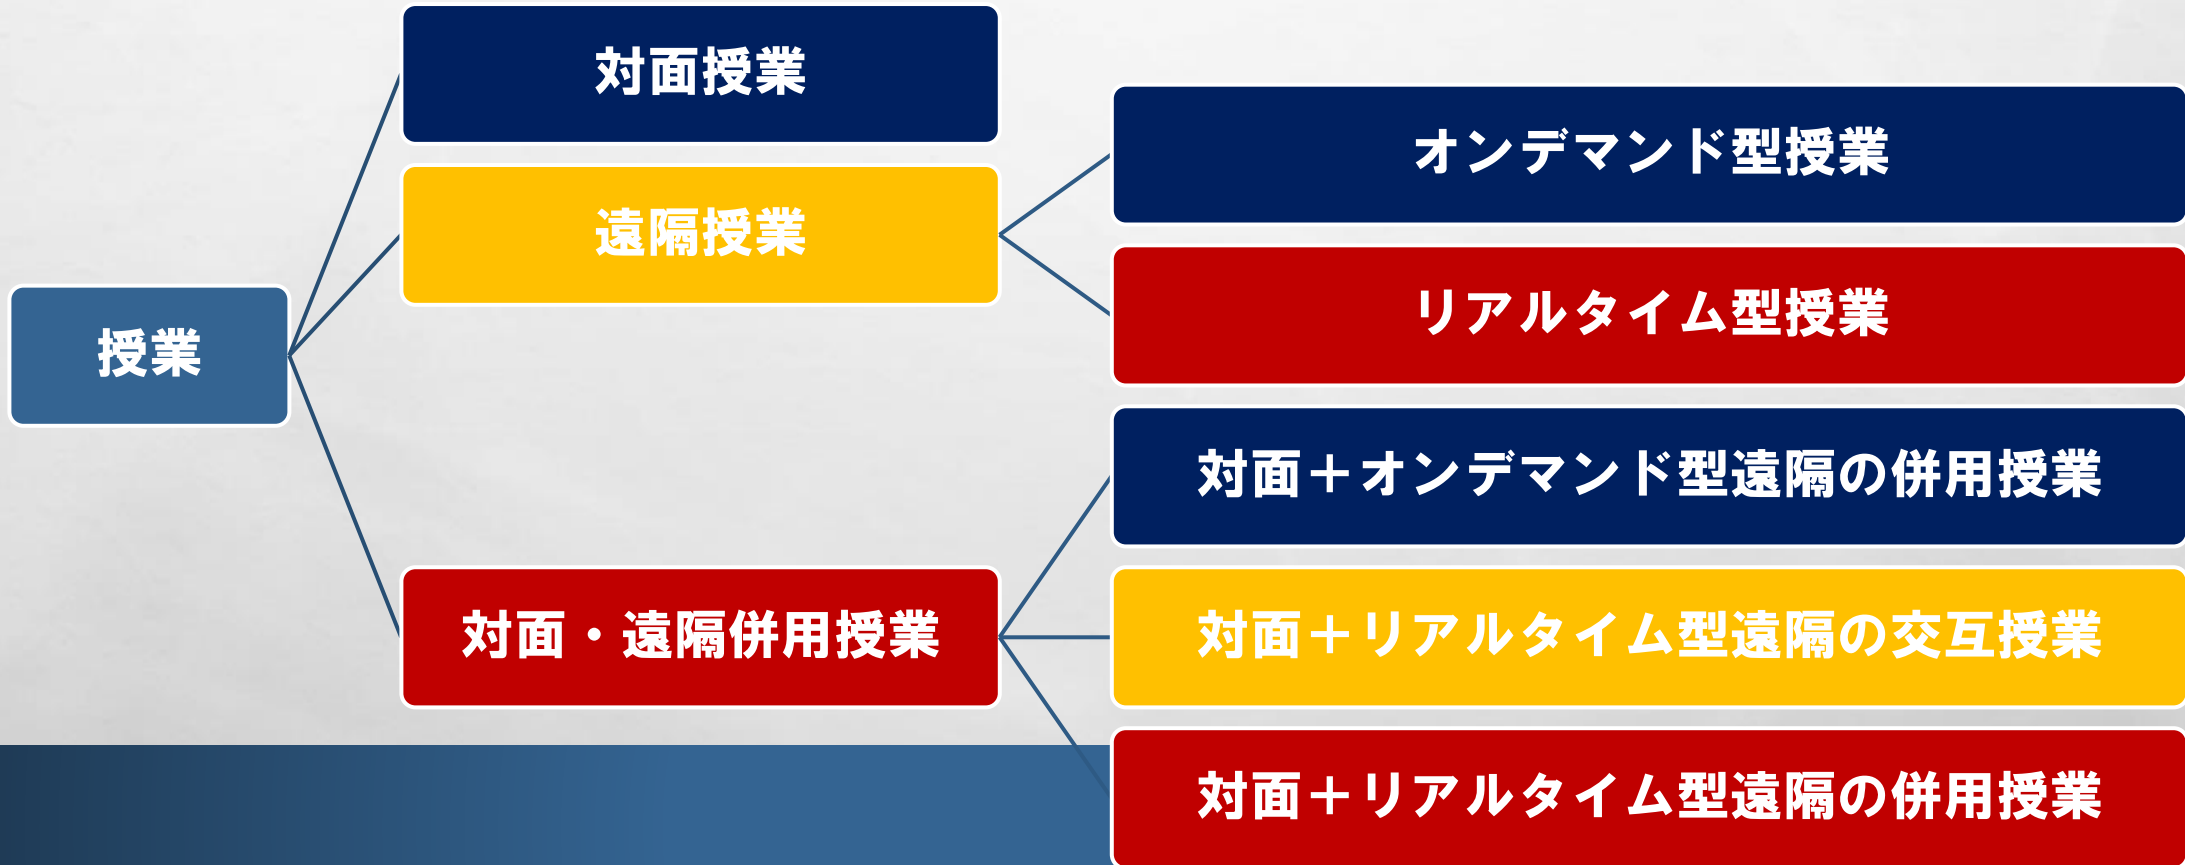 授業
対面授業
遠隔授業
オンデマンド型授業
リアルタイム型授業
対面・遠隔併用授業
対面＋オンデマンド型遠隔の併用授業
対面＋リアルタイム型遠隔の交互授業
対面＋リアルタイム型遠隔の併用授業